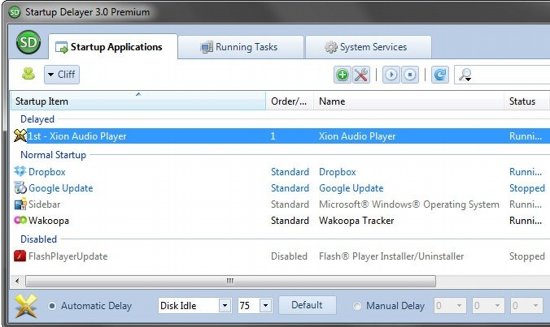 Startup Delayer 3.0 Premium
SD
Startup Applications Running Tasks System Services
Cliff
Startup Item Order/... Name Status
Delayed
1st - Xion Audio Player 1 Xion Audio Player Runni...
Normal Startup
Dropbox Standard Dropbox Runni...
Google Update Standard Google Update Stopped
Sidebar Standard Microsoft® Windows® Operating System Runni...
Wakoopa Standard Wakoopa Tracker Runni...
Disabled
FlashPlayerUpdate Disabled Flash® Player Installer/Uninstaller Stopped
Automatic Delay Disk Idle 75 Default Manual Delay 0 0 0